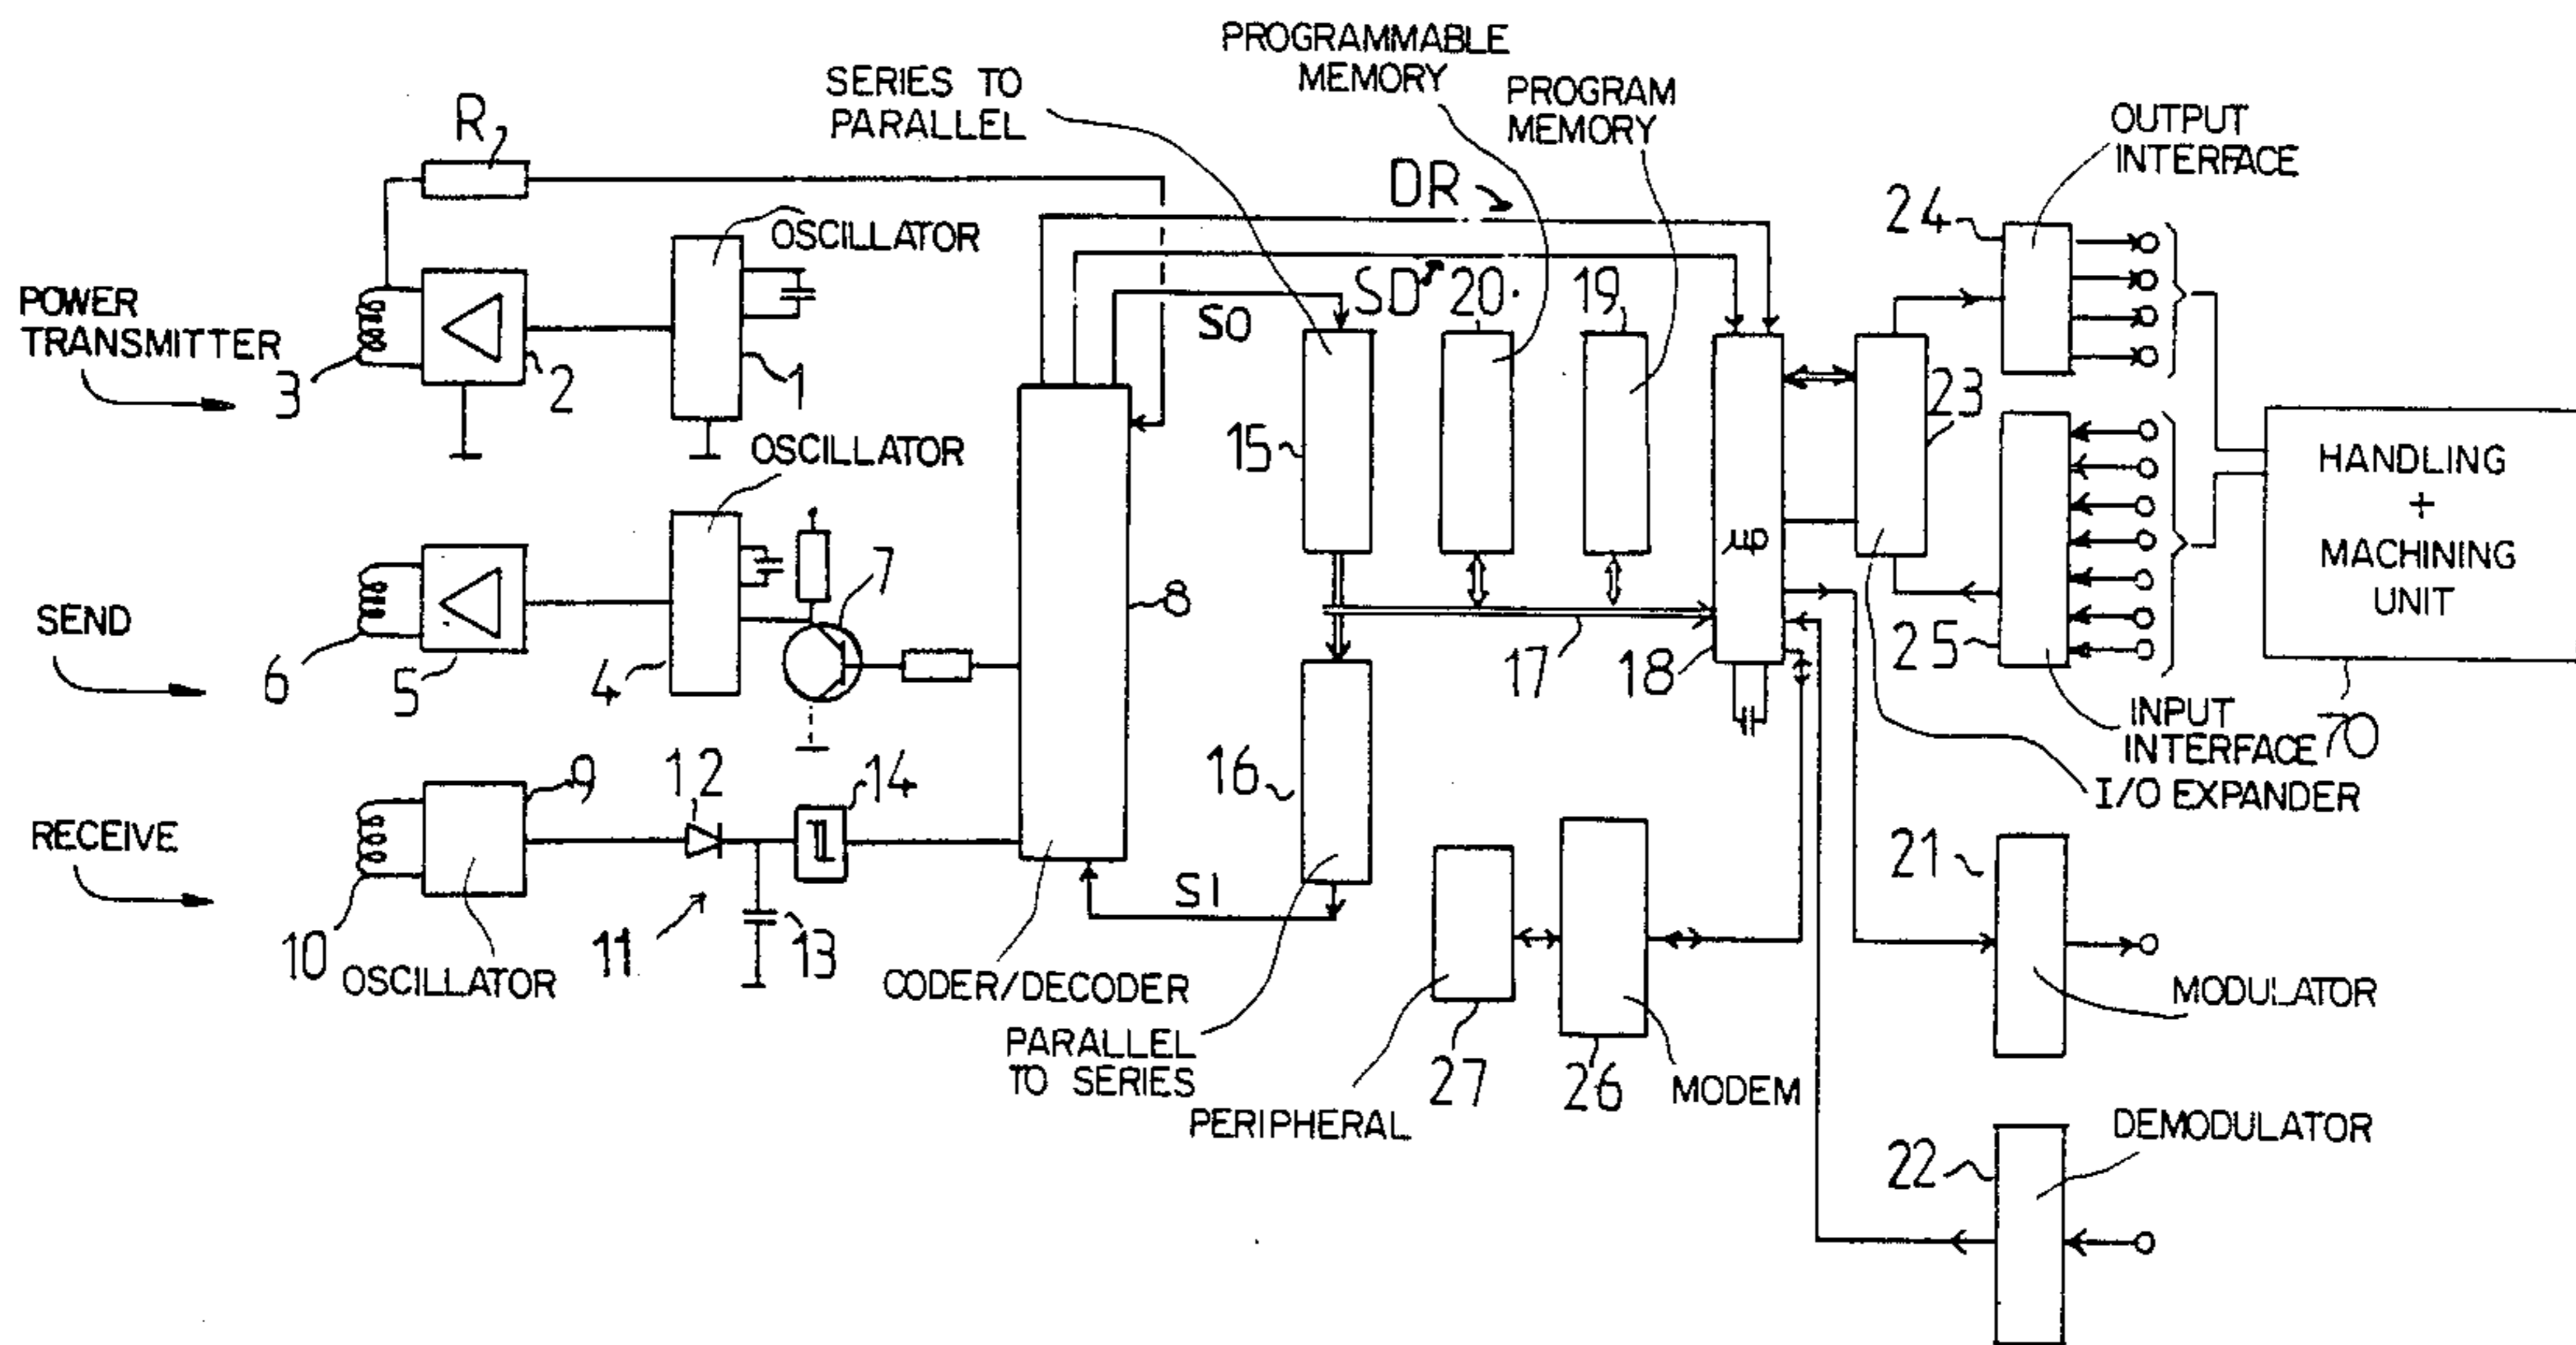 PROGRAMMABLE
MEMORY
SERIES TO
PARALLEL
PROGRAM
MEMORY
OUTPUT
INTERFACE
R
DR
24
OSCILLATOR
POWER
TRANSMITTER
3
2
1
SO
SD
20
19
23
15
HANDLING
+
MACHINING
UNIT
OSCILLATOR
7
8
μp
SEND
6
5
4
17
18
25
INPUT
INTERFACE
70
I/O EXPANDER
RECEIVE
9
12
14
16
10
OSCILLATOR
11
13
SI
CODER/DECODER
21
MODULATOR
PARALLEL
TO SERIES
27
26
MODEM
PERIPHERAL
DEMODULATOR
22